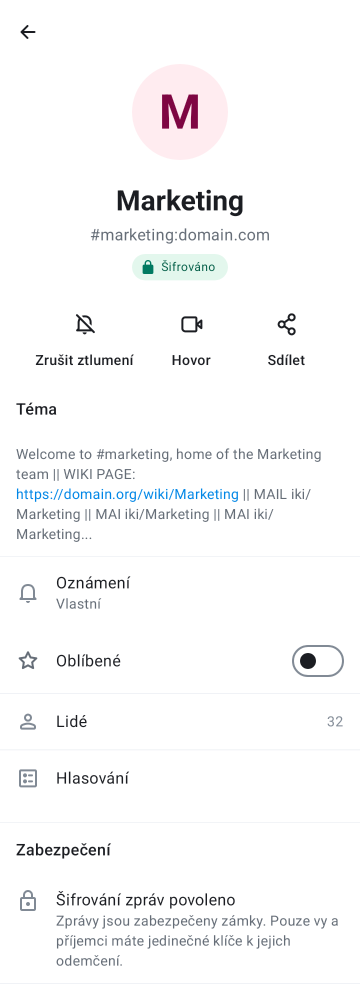 M
Marketing
#marketing:domain.com
Šifrováno
Zrušit ztlumení Hovor Sdílet
Téma
Welcome to #marketing, home of the Marketing
team || WIKI PAGE:
https://domain.org/wiki/Marketing || MAIL iki/
Marketing || MAI iki/Marketing || MAI iki/
Marketing...
Oznámení
Vlastní
Oblíbené
Lidé 32
Hlasování
Zabezpečení
Šifrování zpráv povoleno
Zprávy jsou zabezpečeny zámky. Pouze vy a
příjemci máte jedinečné klíče k jejich
odemčení.